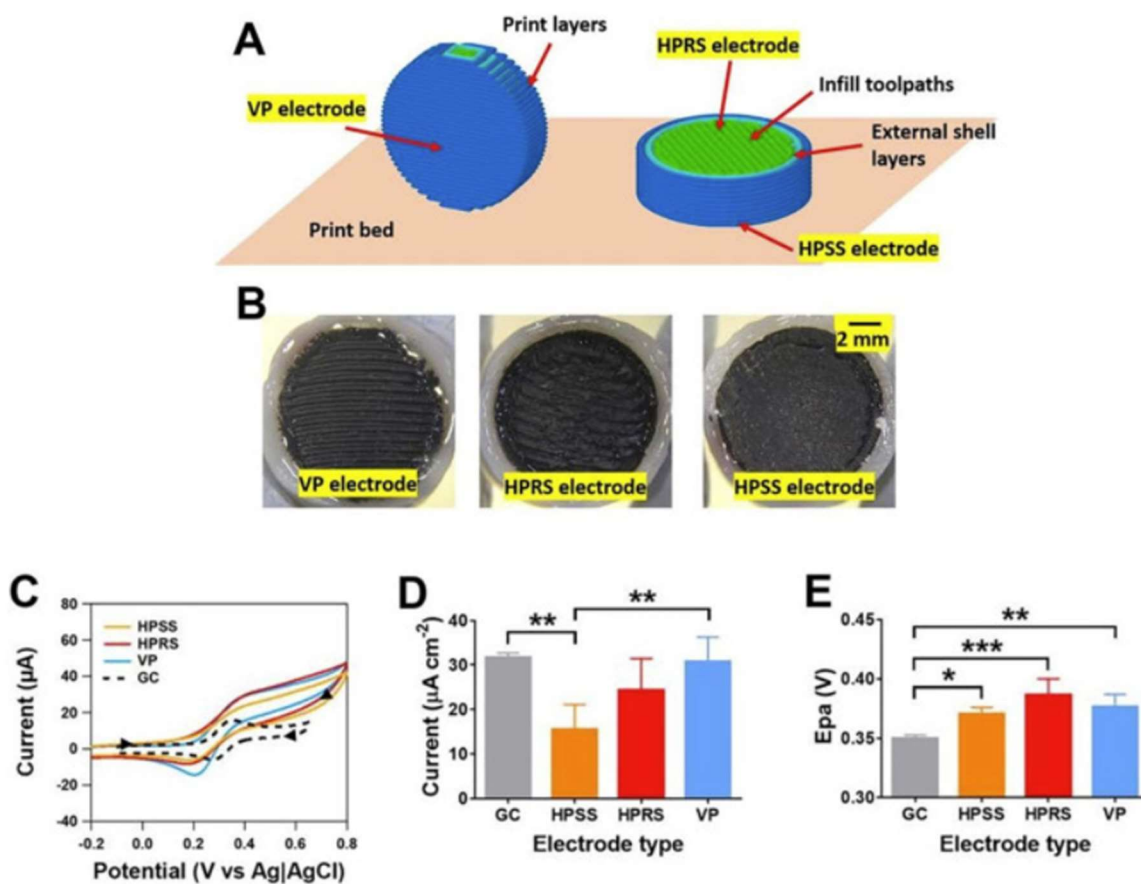 A
Print layers
HPRS electrode
VP electrode
Infill toolpaths
External shell
layers
Print bed
HPSS electrode
B
2 mm
VP electrode
HPRS electrode
HPSS electrode
C
Current (µA)
80
60
40
20
0
-20
-40
HPSS
HPRS
VP
GC
-0.2 0.0 0.2 0.4 0.6 0.8
Potential (V vs Ag|AgCl)
D
Current (µA cm-2)
40
30
20
10
0
**
**
GC HPSS HPRS VP
Electrode type
E
Epa (V)
0.45
0.40
0.35
0.30
**
***
*
GC HPSS HPRS VP
Electrode type